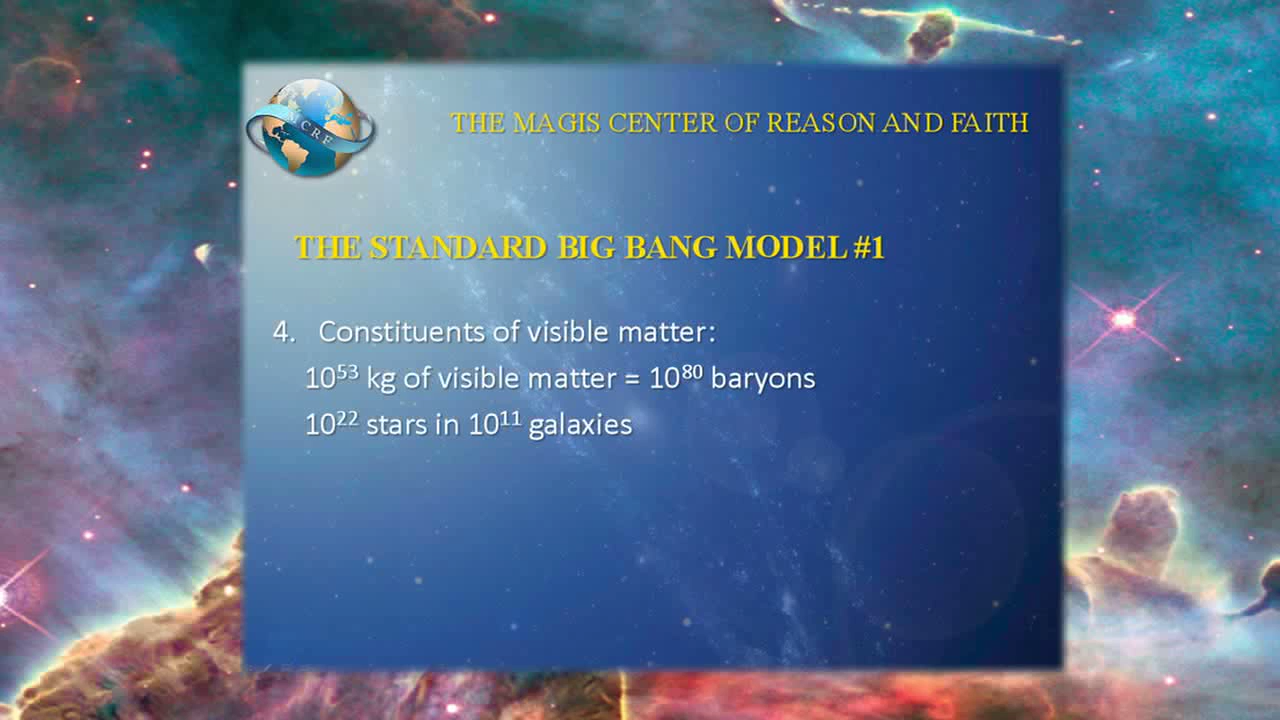 CRF
THE MAGIS CENTER OF REASON AND FAITH
THE STANDARD BIG BANG MODEL #1
4. Constituents of visible matter:
10⁵³ kg of visible matter = 10⁸⁰ baryons
10²² stars in 10¹¹ galaxies